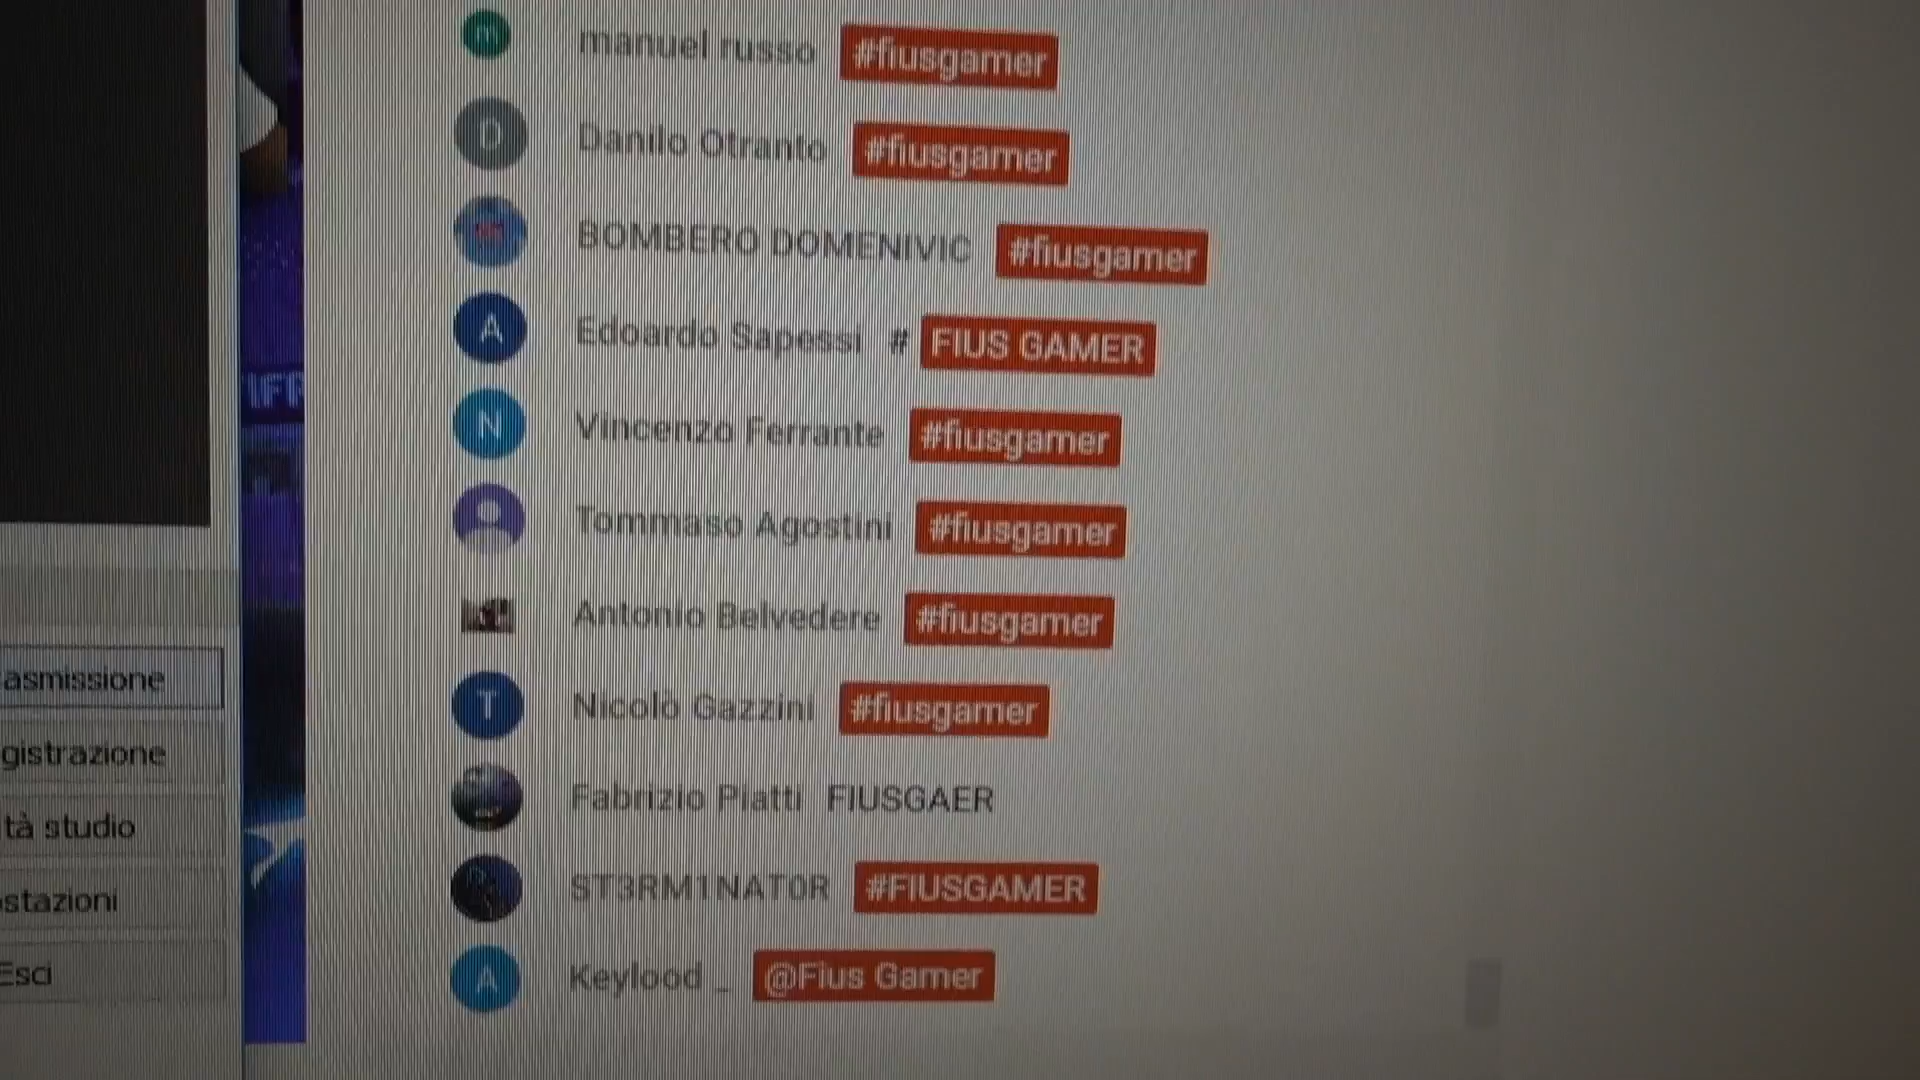 m manuel russo #fiusgamer
D Danilo Otranto #fiusgamer
BOMBERO DOMENIVIC #fiusgamer
A Edoardo Sapessi # FIUS GAMER
N Vincenzo Ferrante #fiusgamer
Tommaso Agostini #fiusgamer
Antonio Belvedere #fiusgamer
T Nicolò Gazzini #fiusgamer
Fabrizio Piatti FIUSGAER
ST3RM1NAT0R #FIUSGAMER
A Keylood _ @Fius Gamer
asmissione
gistrazione
tà studio
stazioni
Esci